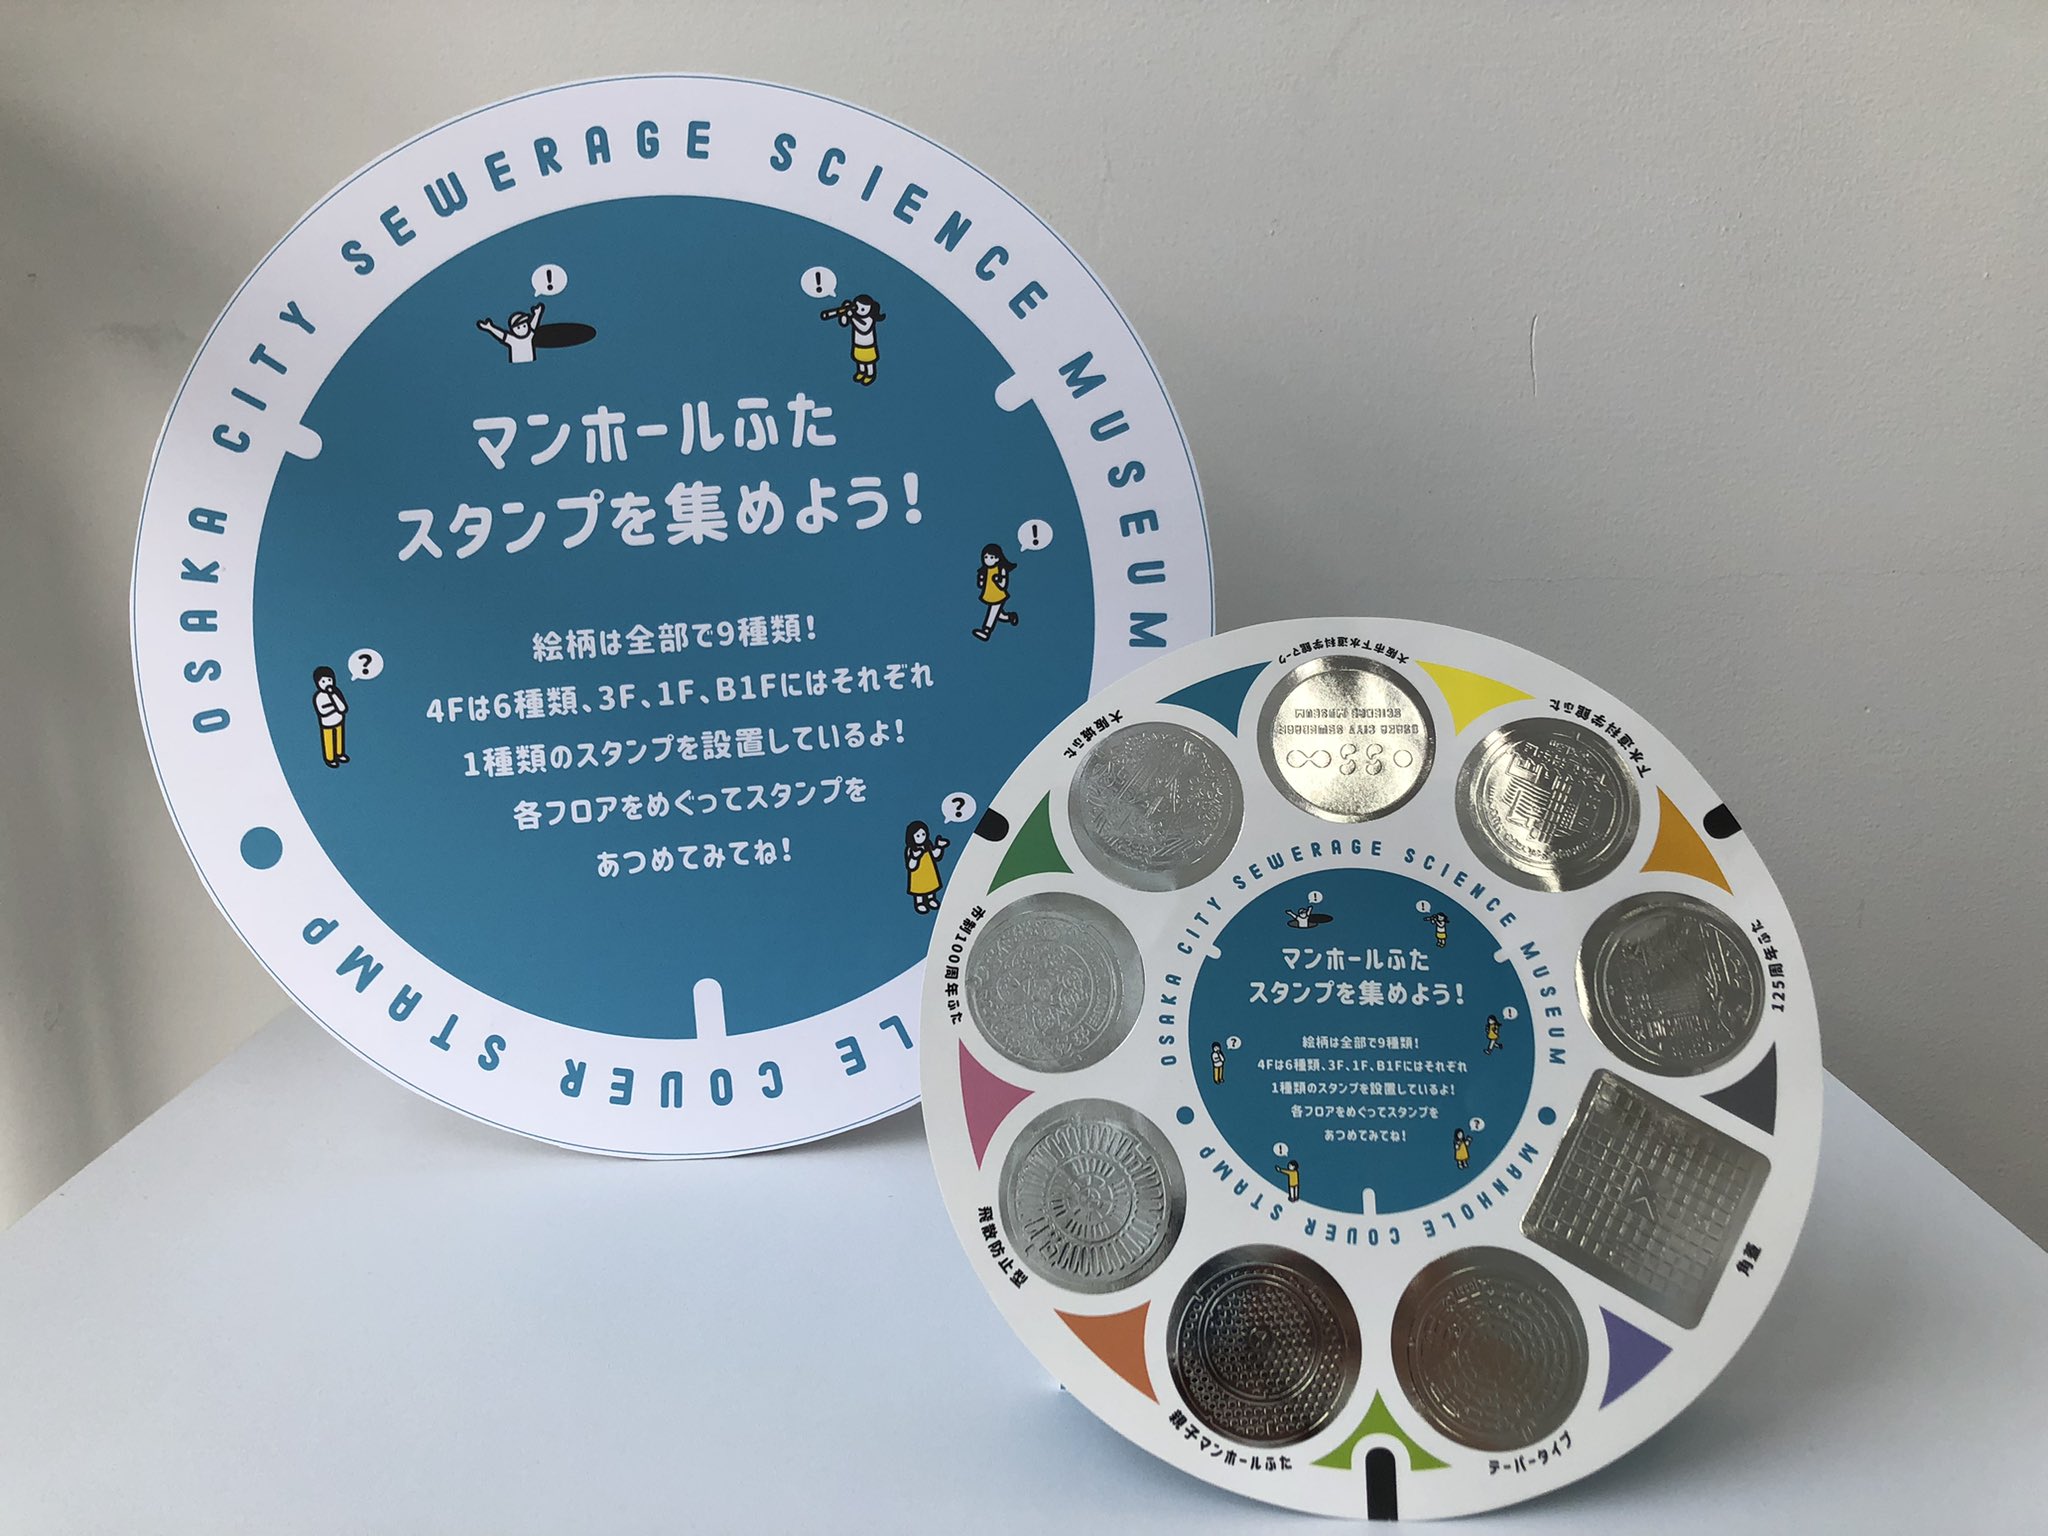 OSAKA CITY SEWERAGE SCIENCE MUSEUM
マンホールふた
スタンプを集めよう!
絵柄は全部で9種類!
4Fは6種類、3F、1F、B1Fにはそれぞれ
1種類のスタンプを設置しているよ!
各フロアをめぐってスタンプを
あつめてみてね!
!
!
!
?
?
LE COVER STAMP
大阪市下水道科学館マーク
下水道科学館ふた
125周年ふた
角蓋
テーパータイプ
親子マンホールふた
飛散防止型
市制100周年ふた
大阪城ふた
OSAKA CITY SEWERAGE
SCIENCE MUSEUM
OSAKA CITY SEWERAGE SCIENCE MUSEUM
マンホールふた
スタンプを集めよう!
絵柄は全部で9種類!
4Fは6種類、3F、1F、B1Fにはそれぞれ
1種類のスタンプを設置しているよ!
各フロアをめぐってスタンプを
あつめてみてね!
!
!
!
?
?
!
MANHOLE COVER STAMP